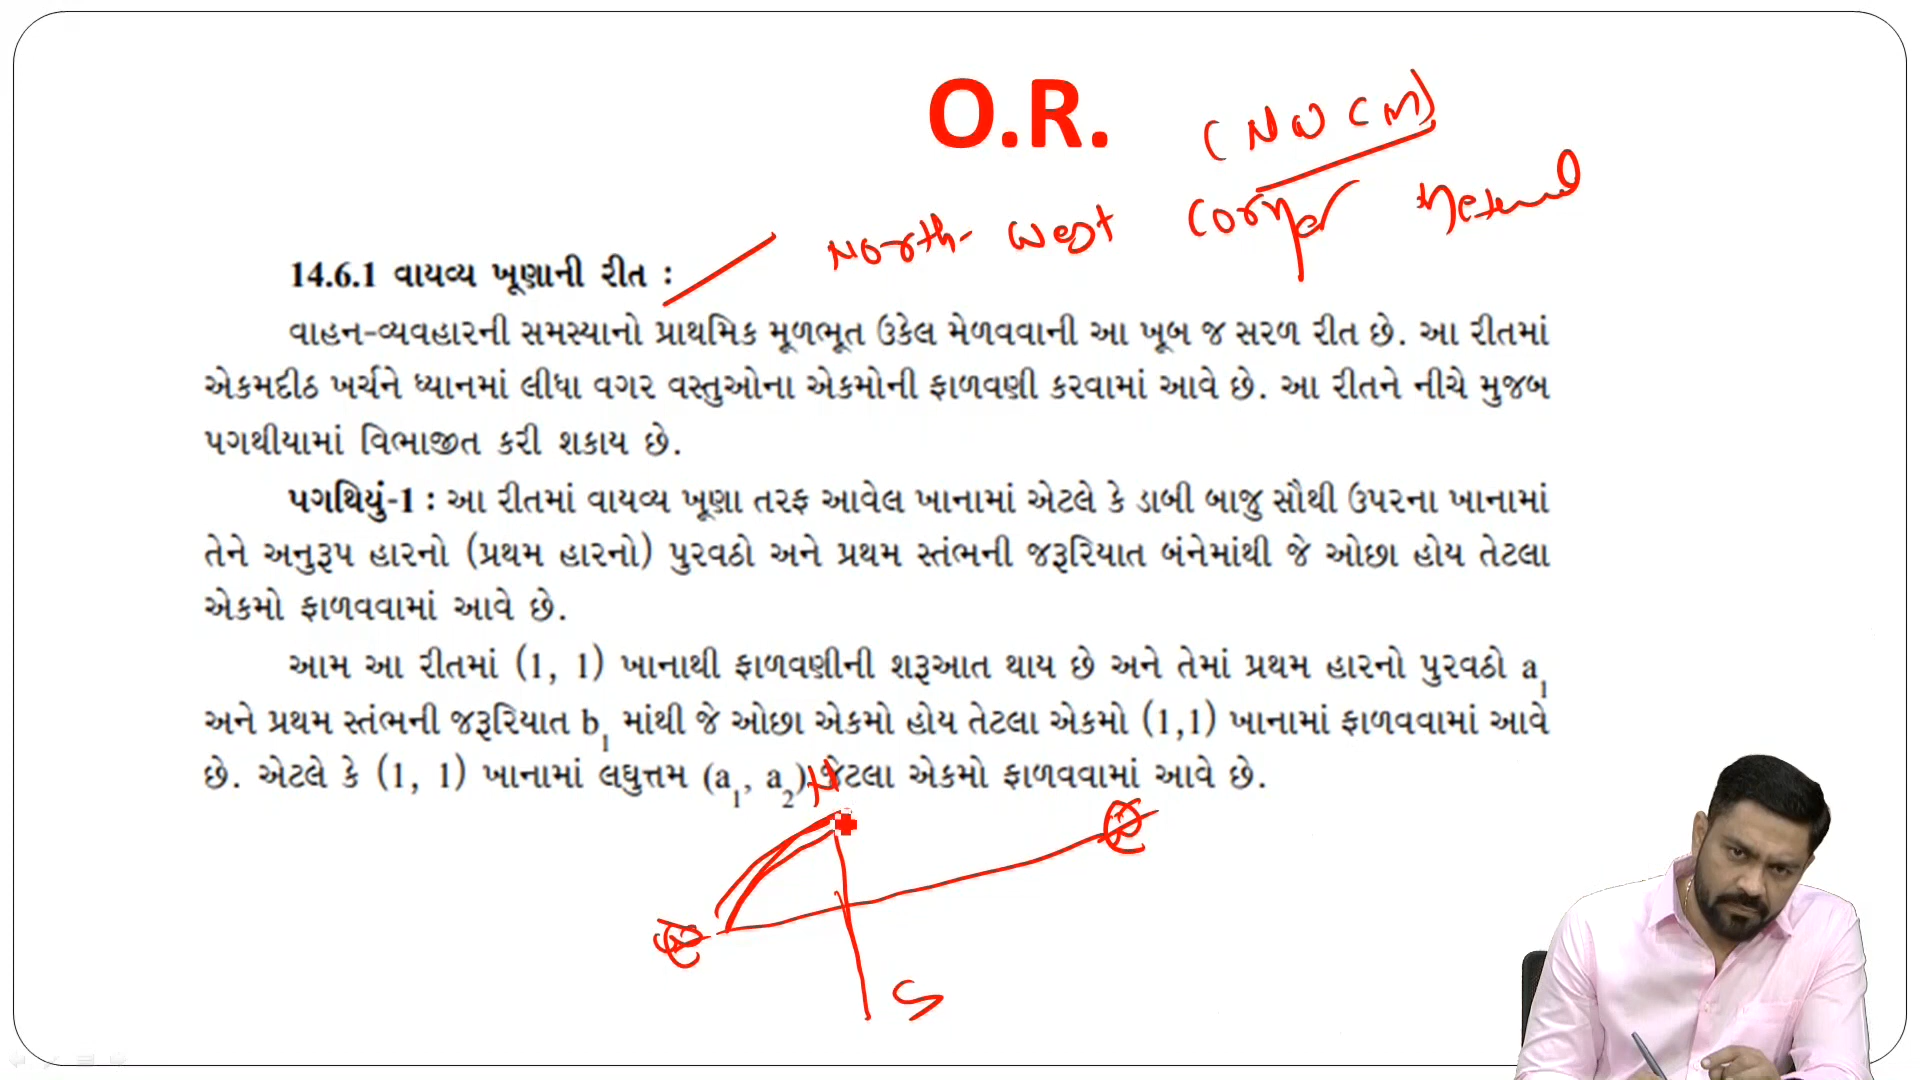 O.R.
(NWCM)
North-West Corner Method
14.6.1 વાયવ્ય ખૂણાની રીત :
વાહન-વ્યવહારની સમસ્યાનો પ્રાથમિક મૂળભૂત ઉકેલ મેળવવાની આ ખૂબ જ સરળ રીત છે. આ રીતમાં
એકમદીઠ ખર્ચને ધ્યાનમાં લીધા વગર વસ્તુઓના એકમોની ફાળવણી કરવામાં આવે છે. આ રીતને નીચે મુજબ
પગથીયામાં વિભાજીત કરી શકાય છે.
પગથિયું-1 : આ રીતમાં વાયવ્ય ખૂણા તરફ આવેલ ખાનામાં એટલે કે ડાબી બાજુ સૌથી ઉપરના ખાનામાં
તેને અનુરૂપ હારનો (પ્રથમ હારનો) પુરવઠો અને પ્રથમ સ્તંભની જરૂરિયાત બંનેમાંથી જે ઓછા હોય તેટલા
એકમો ફાળવવામાં આવે છે.
આમ આ રીતમાં (1, 1) ખાનાથી ફાળવણીની શરૂઆત થાય છે અને તેમાં પ્રથમ હારનો પુરવઠો a₁
અને પ્રથમ સ્તંભની જરૂરિયાત b₁ માંથી જે ઓછા એકમો હોય તેટલા એકમો (1,1) ખાનામાં ફાળવવામાં આવે
છે. એટલે કે (1, 1) ખાનામાં લઘુત્તમ (a₁, a₂) જેટલા એકમો ફાળવવામાં આવે છે.
N
S